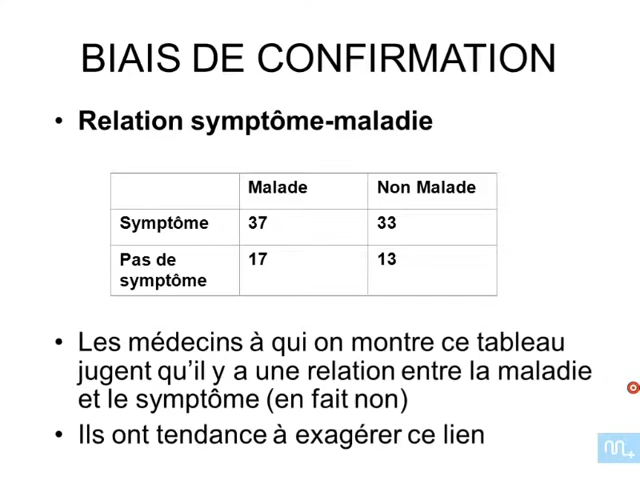 BIAIS DE CONFIRMATION
• Relation symptôme-maladie
Malade Non Malade
Symptôme 37 33
Pas de symptôme 17 13
• Les médecins à qui on montre ce tableau
jugent qu'il y a une relation entre la maladie
et le symptôme (en fait non)
• Ils ont tendance à exagérer ce lien